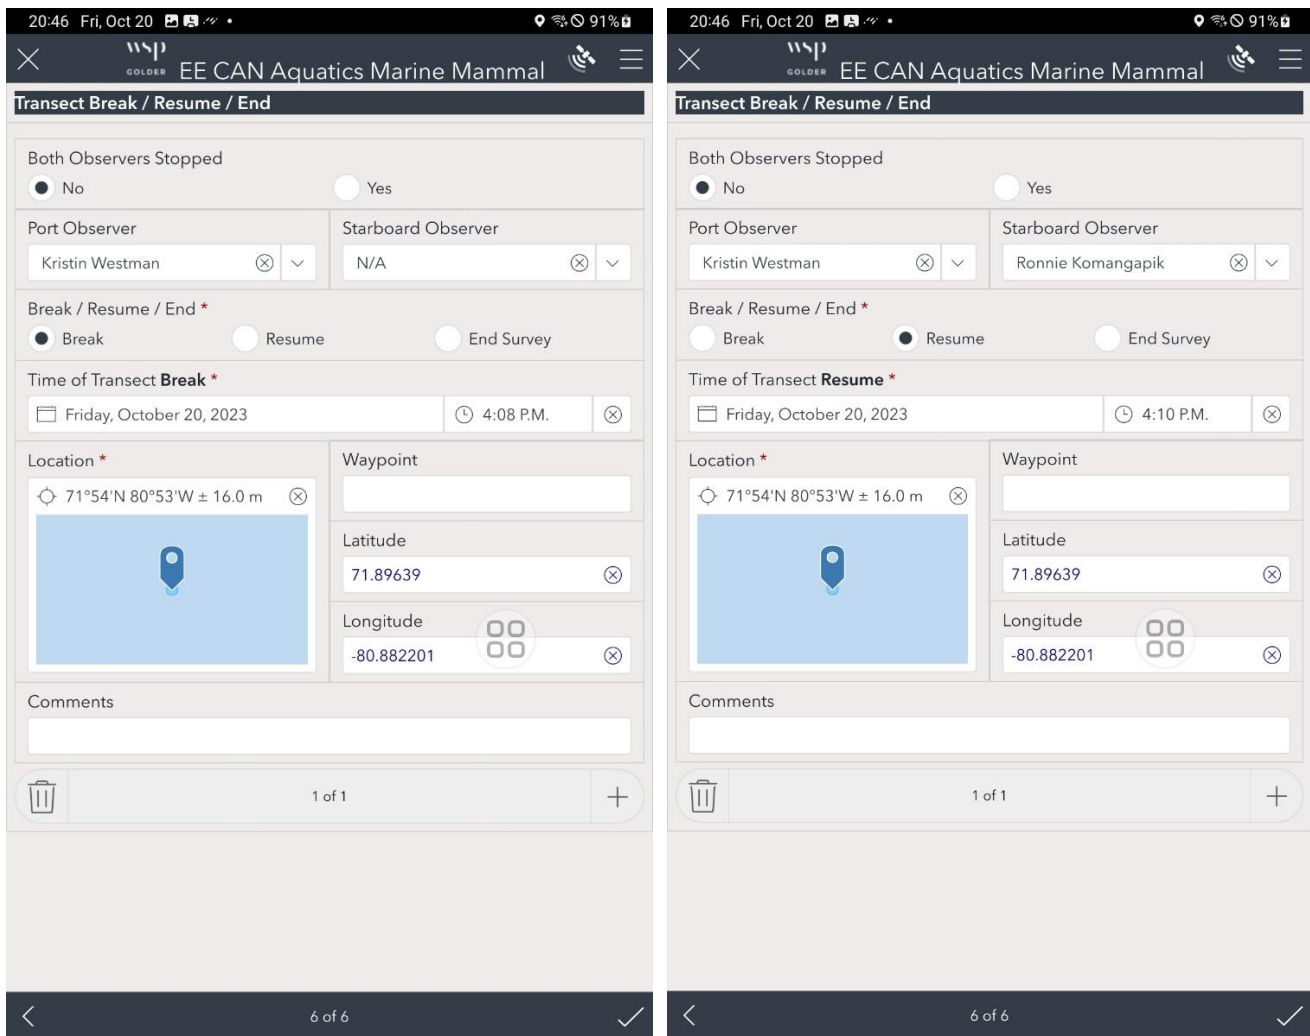 20:46 Fri, Oct 20
91%
wsp
GOLDER
EE CAN Aquatics Marine Mammal
Transect Break / Resume / End
Both Observers Stopped
No
Yes
Port Observer
Starboard Observer
Kristin Westman
N/A
Break / Resume / End *
Break
Resume
End Survey
Time of Transect Break *
Friday, October 20, 2023
4:08 P.M.
Location *
Waypoint
71°54'N 80°53'W ± 16.0 m
Latitude
71.89639
Longitude
-80.882201
Comments
1 of 1
6 of 6
20:46 Fri, Oct 20
91%
wsp
GOLDER
EE CAN Aquatics Marine Mammal
Transect Break / Resume / End
Both Observers Stopped
No
Yes
Port Observer
Starboard Observer
Kristin Westman
Ronnie Komangapik
Break / Resume / End *
Break
Resume
End Survey
Time of Transect Resume *
Friday, October 20, 2023
4:10 P.M.
Location *
Waypoint
71°54'N 80°53'W ± 16.0 m
Latitude
71.89639
Longitude
-80.882201
Comments
1 of 1
6 of 6